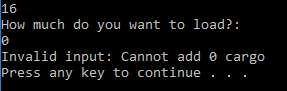 16
How much do you want to load?:
0
Invalid input: Cannot add 0 cargo
Press any key to continue . . .